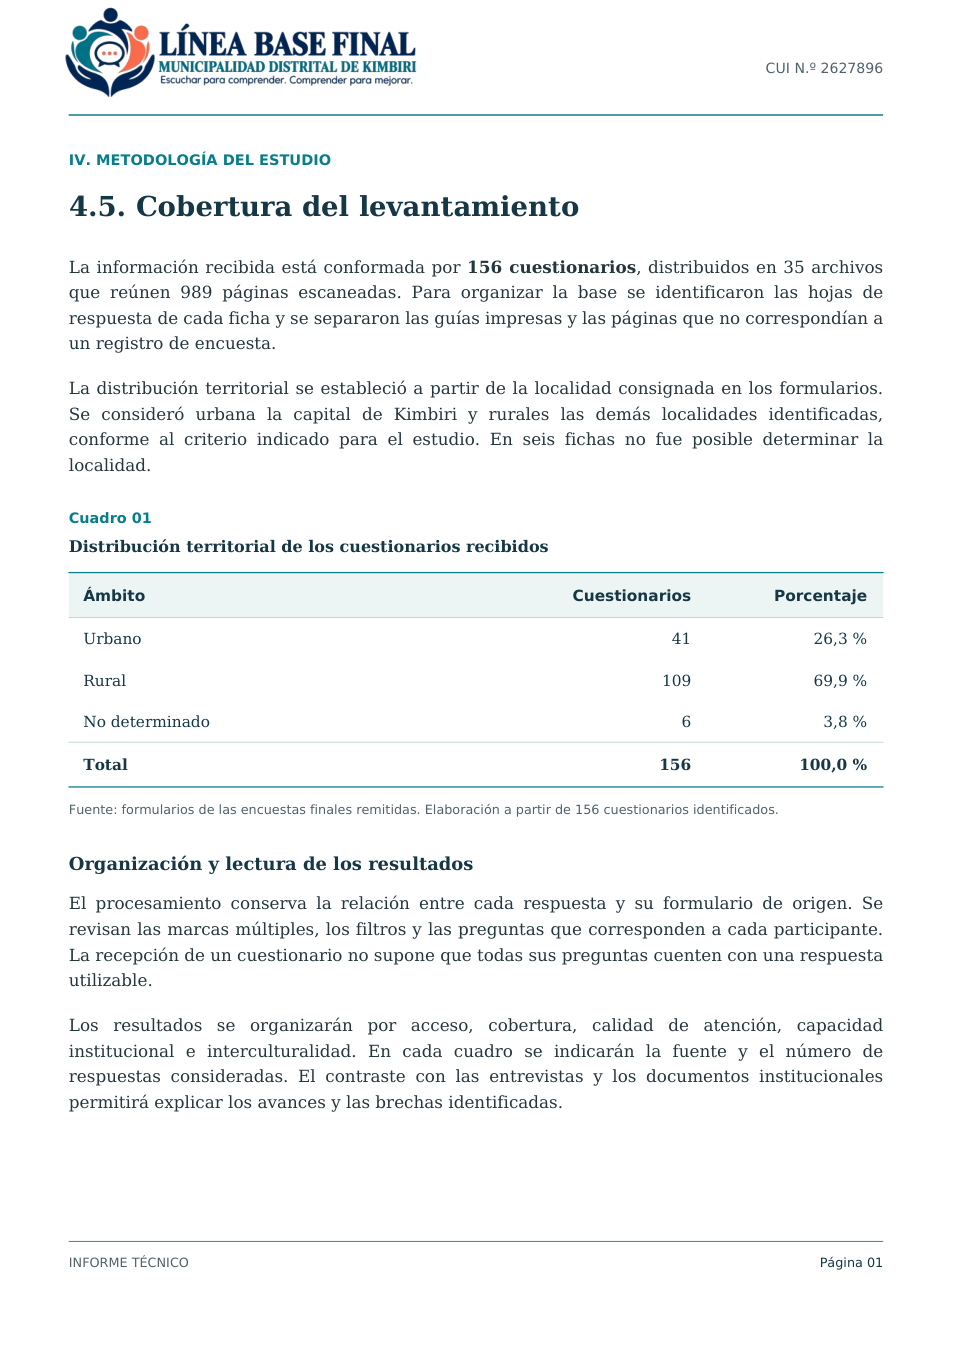 LÍNEA BASE FINAL
MUNICIPALIDAD DISTRITAL DE KIMBIRI
Escuchar para comprender. Comprender para mejorar.
CUI N.º 2627896
IV. METODOLOGÍA DEL ESTUDIO
4.5. Cobertura del levantamiento
La información recibida está conformada por 156 cuestionarios, distribuidos en 35 archivos
que reúnen 989 páginas escaneadas. Para organizar la base se identificaron las hojas de
respuesta de cada ficha y se separaron las guías impresas y las páginas que no correspondían a
un registro de encuesta.
La distribución territorial se estableció a partir de la localidad consignada en los formularios.
Se consideró urbana la capital de Kimbiri y rurales las demás localidades identificadas,
conforme al criterio indicado para el estudio. En seis fichas no fue posible determinar la
localidad.
Cuadro 01
Distribución territorial de los cuestionarios recibidos
Ámbito Cuestionarios Porcentaje
Urbano 41 26,3 %
Rural 109 69,9 %
No determinado 6 3,8 %
Total 156 100,0 %
Fuente: formularios de las encuestas finales remitidas. Elaboración a partir de 156 cuestionarios identificados.
Organización y lectura de los resultados
El procesamiento conserva la relación entre cada respuesta y su formulario de origen. Se
revisan las marcas múltiples, los filtros y las preguntas que corresponden a cada participante.
La recepción de un cuestionario no supone que todas sus preguntas cuenten con una respuesta
utilizable.
Los resultados se organizarán por acceso, cobertura, calidad de atención, capacidad
institucional e interculturalidad. En cada cuadro se indicarán la fuente y el número de
respuestas consideradas. El contraste con las entrevistas y los documentos institucionales
permitirá explicar los avances y las brechas identificadas.
INFORME TÉCNICO
Página 01